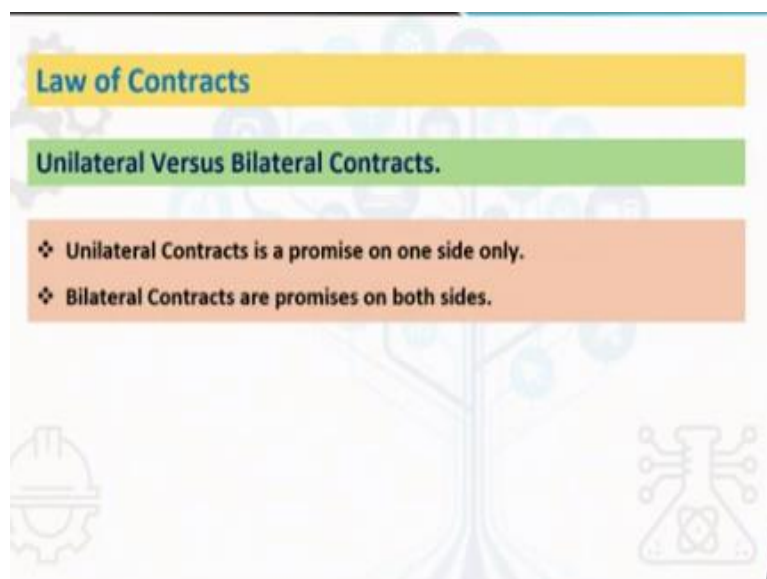 Law of Contracts
Unilateral Versus Bilateral Contracts.
❖ Unilateral Contracts is a promise on one side only.
❖ Bilateral Contracts are promises on both sides.